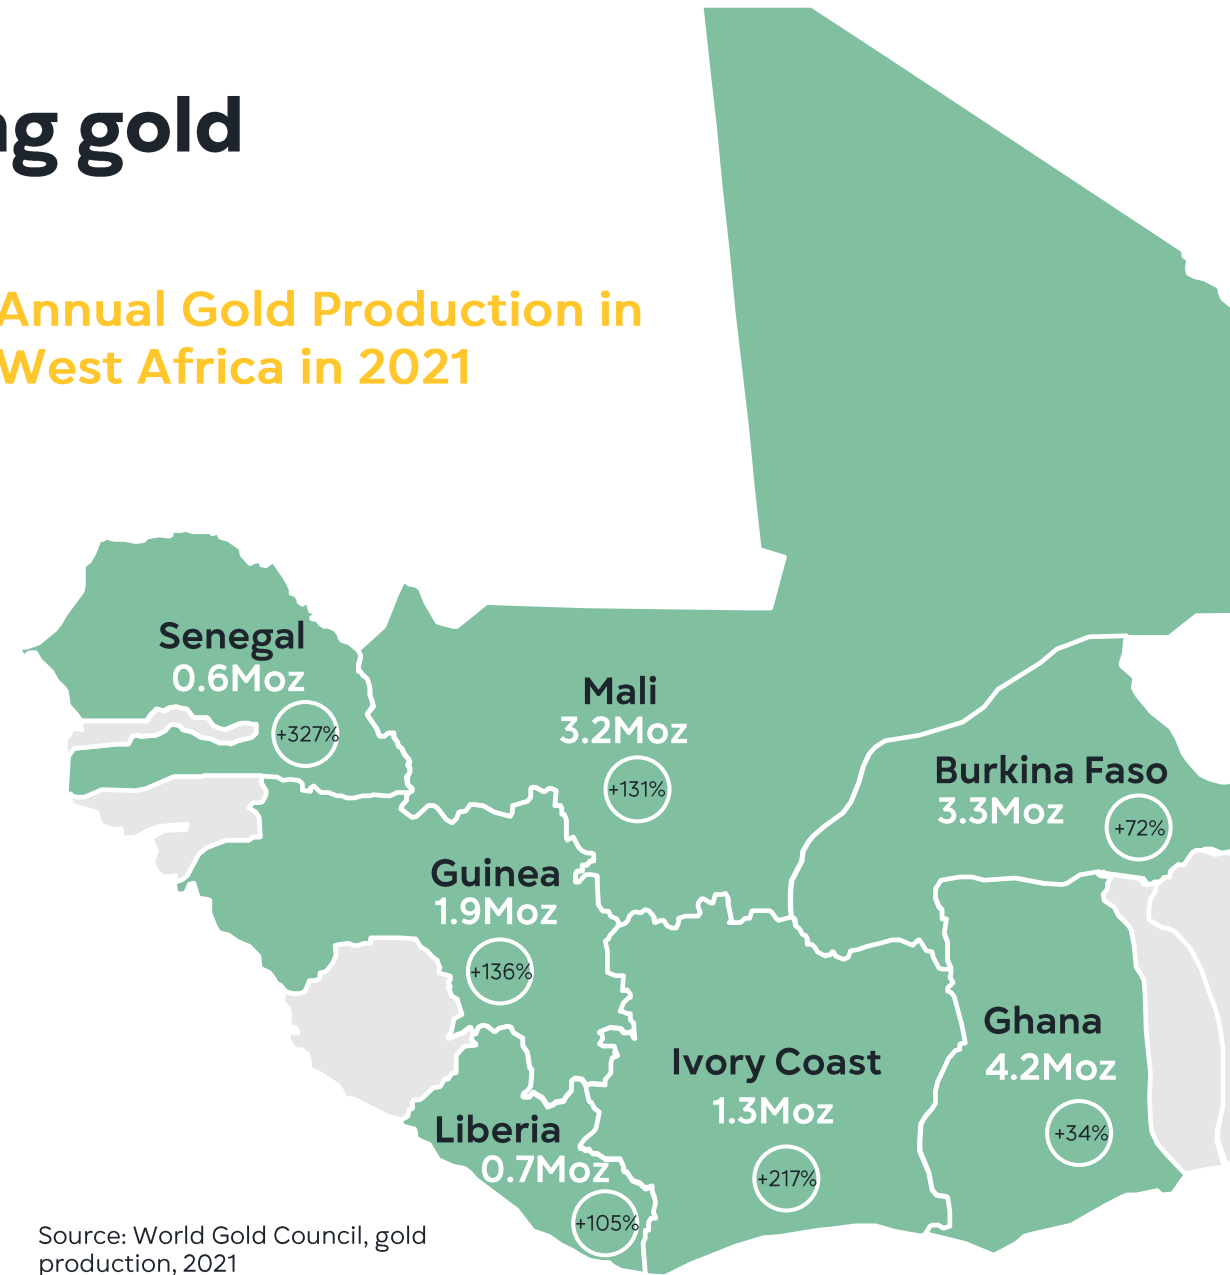 gold
Annual Gold Production in
West Africa in 2021
Senegal
0.6Moz
+327%
Mali
3.2Moz
+131%
Burkina Faso
3.3Moz
+72%
Guinea
1.9Moz
+136%
Ghana
4.2Moz
+34%
Ivory Coast
1.3Moz
+217%
Liberia
0.7Moz
+105%
Source: World Gold Council, gold
production, 2021